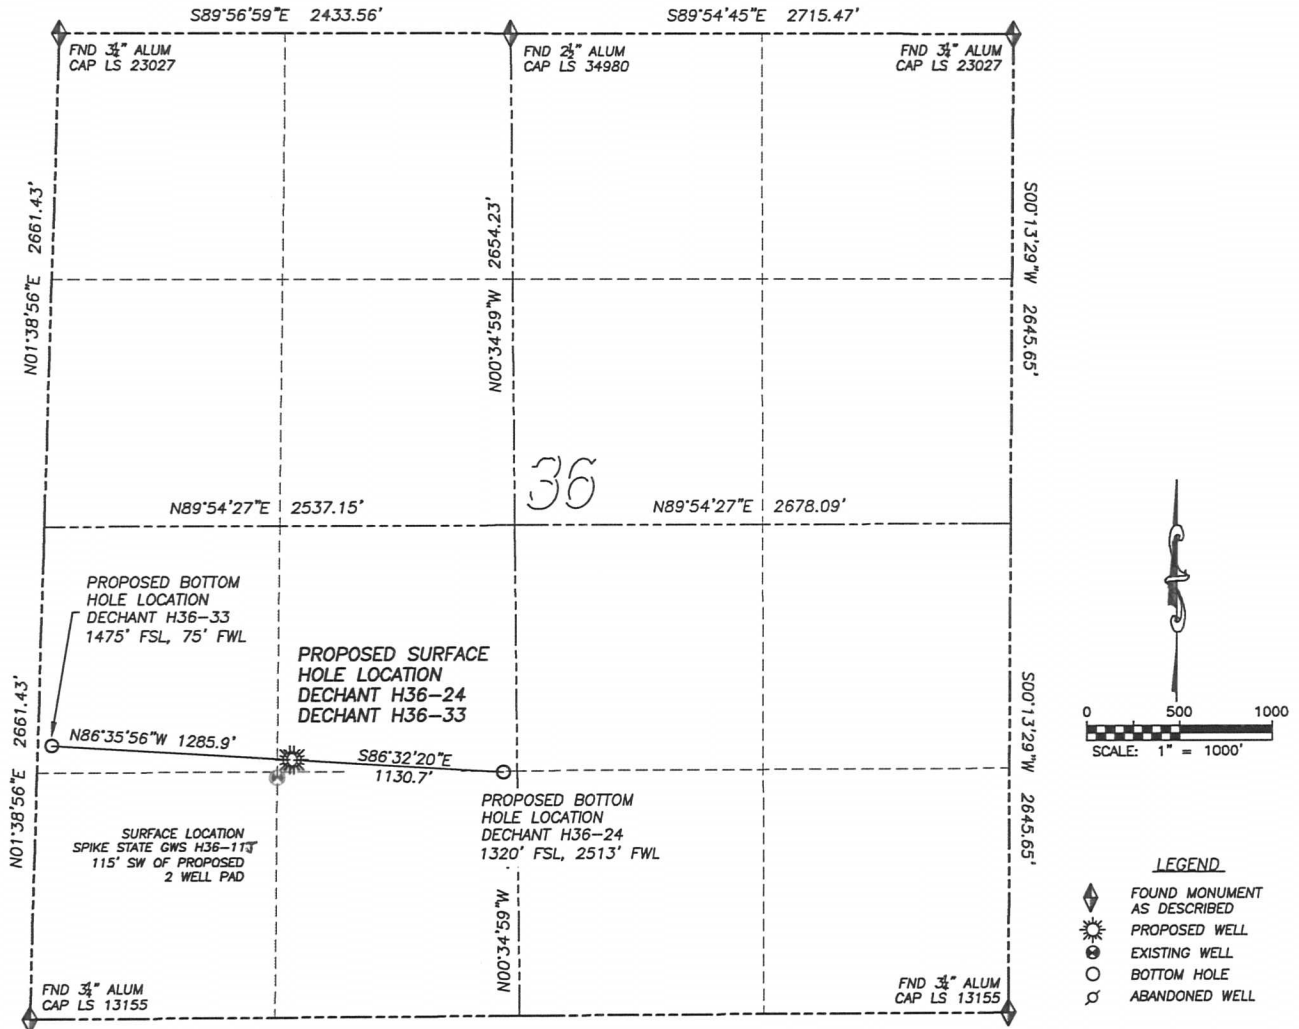 S89°56'59"E 2433.56'
S89°54'45"E 2715.47'
FND 3¼" ALUM
CAP LS 23027
FND 2½" ALUM
CAP LS 34980
FND 3¼" ALUM
CAP LS 23027
N01°38'56"E 2661.43'
N00°34'59"W 2654.23'
S00°13'29"W 2645.65'
36
N89°54'27"E 2537.15'
N89°54'27"E 2678.09'
PROPOSED BOTTOM
HOLE LOCATION
DECHANT H36-33
1475' FSL, 75' FWL
PROPOSED SURFACE
HOLE LOCATION
DECHANT H36-24
DECHANT H36-33
N86°35'56"W 1285.9'
S86°32'20"E
1130.7'
N01°38'56"E 2661.43'
S00°13'29"W 2645.65'
PROPOSED BOTTOM
HOLE LOCATION
DECHANT H36-24
1320' FSL, 2513' FWL
SURFACE LOCATION
SPIKE STATE GWS H36-11J
115' SW OF PROPOSED
2 WELL PAD
N00°34'59"W
FND 3¼" ALUM
CAP LS 13155
FND 3¼" ALUM
CAP LS 13155
0 500 1000
SCALE: 1" = 1000'
LEGEND
FOUND MONUMENT
AS DESCRIBED
PROPOSED WELL
EXISTING WELL
BOTTOM HOLE
ABANDONED WELL